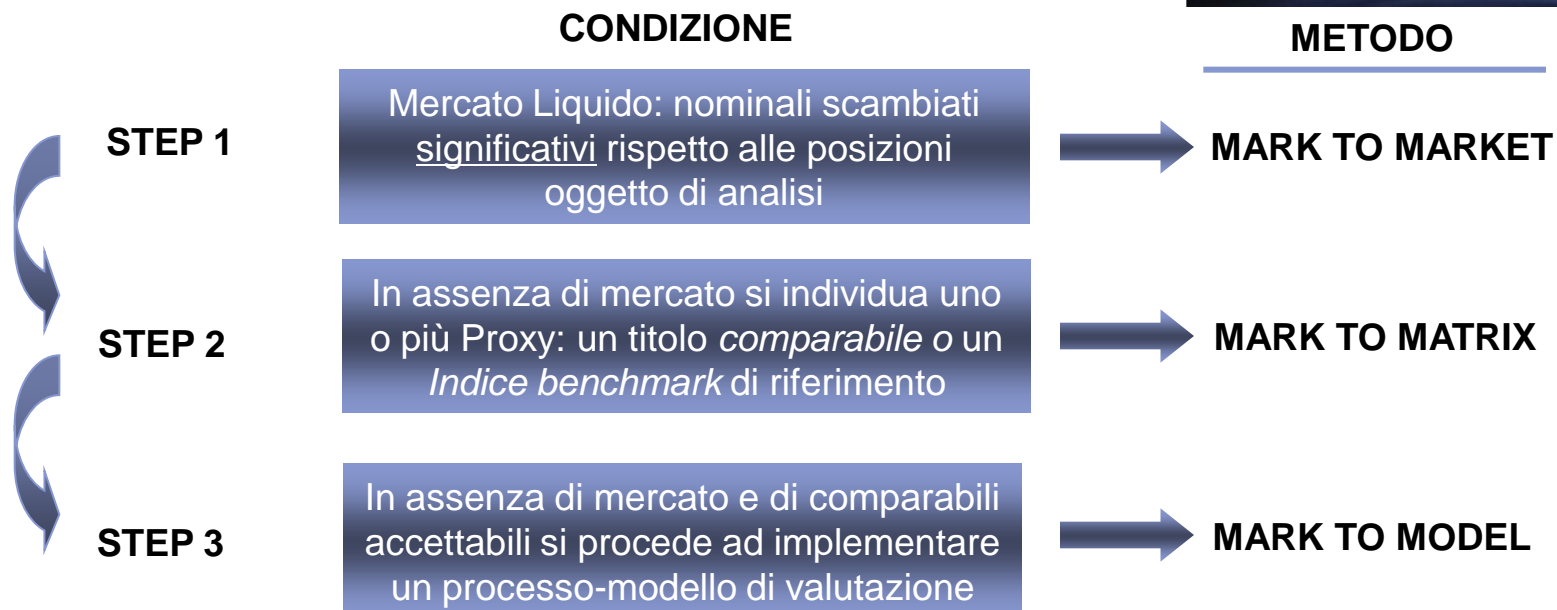 CONDIZIONE
METODO
STEP 1
Mercato Liquido: nominali scambiati
significativi rispetto alle posizioni
oggetto di analisi
MARK TO MARKET
STEP 2
In assenza di mercato si individua uno
o più Proxy: un titolo comparabile o un
Indice benchmark di riferimento
MARK TO MATRIX
STEP 3
In assenza di mercato e di comparabili
accettabili si procede ad implementare
un processo-modello di valutazione
MARK TO MODEL